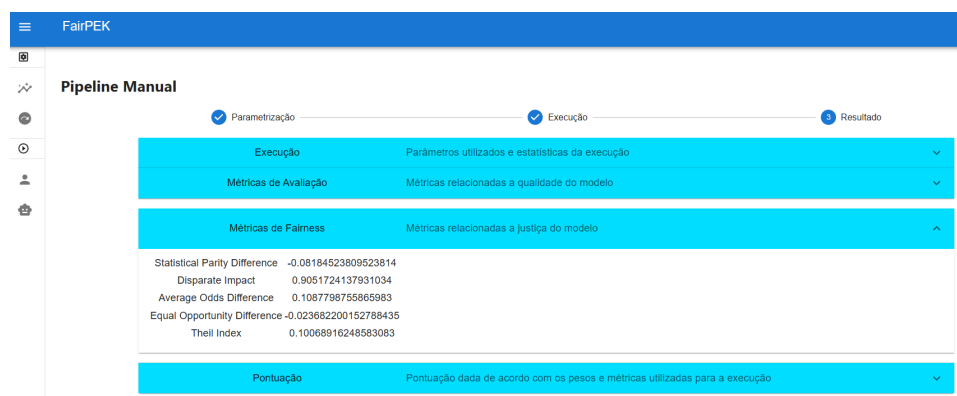 FairPEK
Pipeline Manual
Parametrização Execução 3 Resultado
Execução Parâmetros utilizados e estatísticas da execução
Métricas de Avaliação Métricas relacionadas a qualidade do modelo
Métricas de Fairness Métricas relacionadas a justiça do modelo
Statistical Parity Difference -0.08184523809523814
Disparate Impact 0.9051724137931034
Average Odds Difference 0.1087798755865983
Equal Opportunity Difference -0.023682200152788435
Theil Index 0.10068916248583083
Pontuação Pontuação dada de acordo com os pesos e métricas utilizadas para a execução